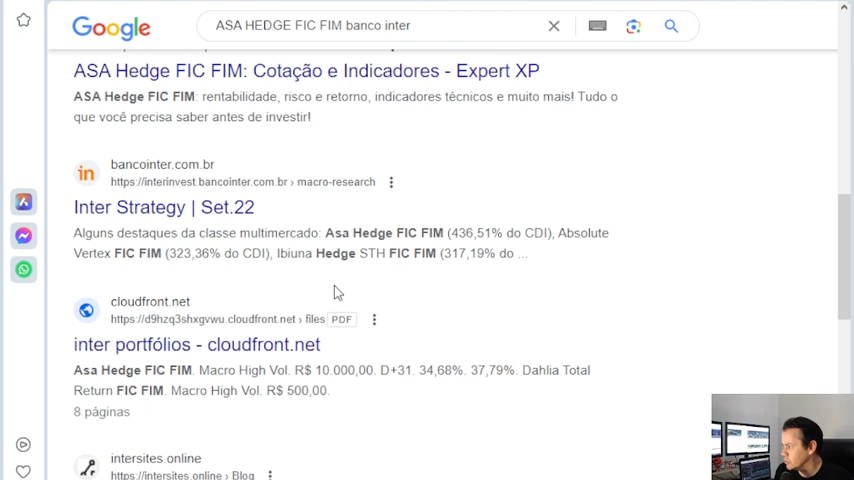 Google
ASA HEDGE FIC FIM banco inter
ASA Hedge FIC FIM: Cotação e Indicadores - Expert XP
ASA Hedge FIC FIM: rentabilidade, risco e retorno, indicadores técnicos e muito mais! Tudo o
que você precisa saber antes de investir!
in
bancointer.com.br
https://interinvest.bancointer.com.br › macro-research
Inter Strategy | Set.22
Alguns destaques da classe multimercado: Asa Hedge FIC FIM (436,51% of CDI), Absolute
Vertex FIC FIM (323,36% do CDI), Ibiuna Hedge STH FIC FIM (317,19% do ...
cloudfront.net
https://d9hzq3shxgvwu.cloudfront.net › files PDF
inter portfólios - cloudfront.net
Asa Hedge FIC FIM. Macro High Vol. R$ 10.000,00. D+31. 34,68%. 37,79%. Dahlia Total
Return FIC FIM. Macro High Vol. R$ 500,00.
8 páginas
intersites.online
https://intersites.online › Blog